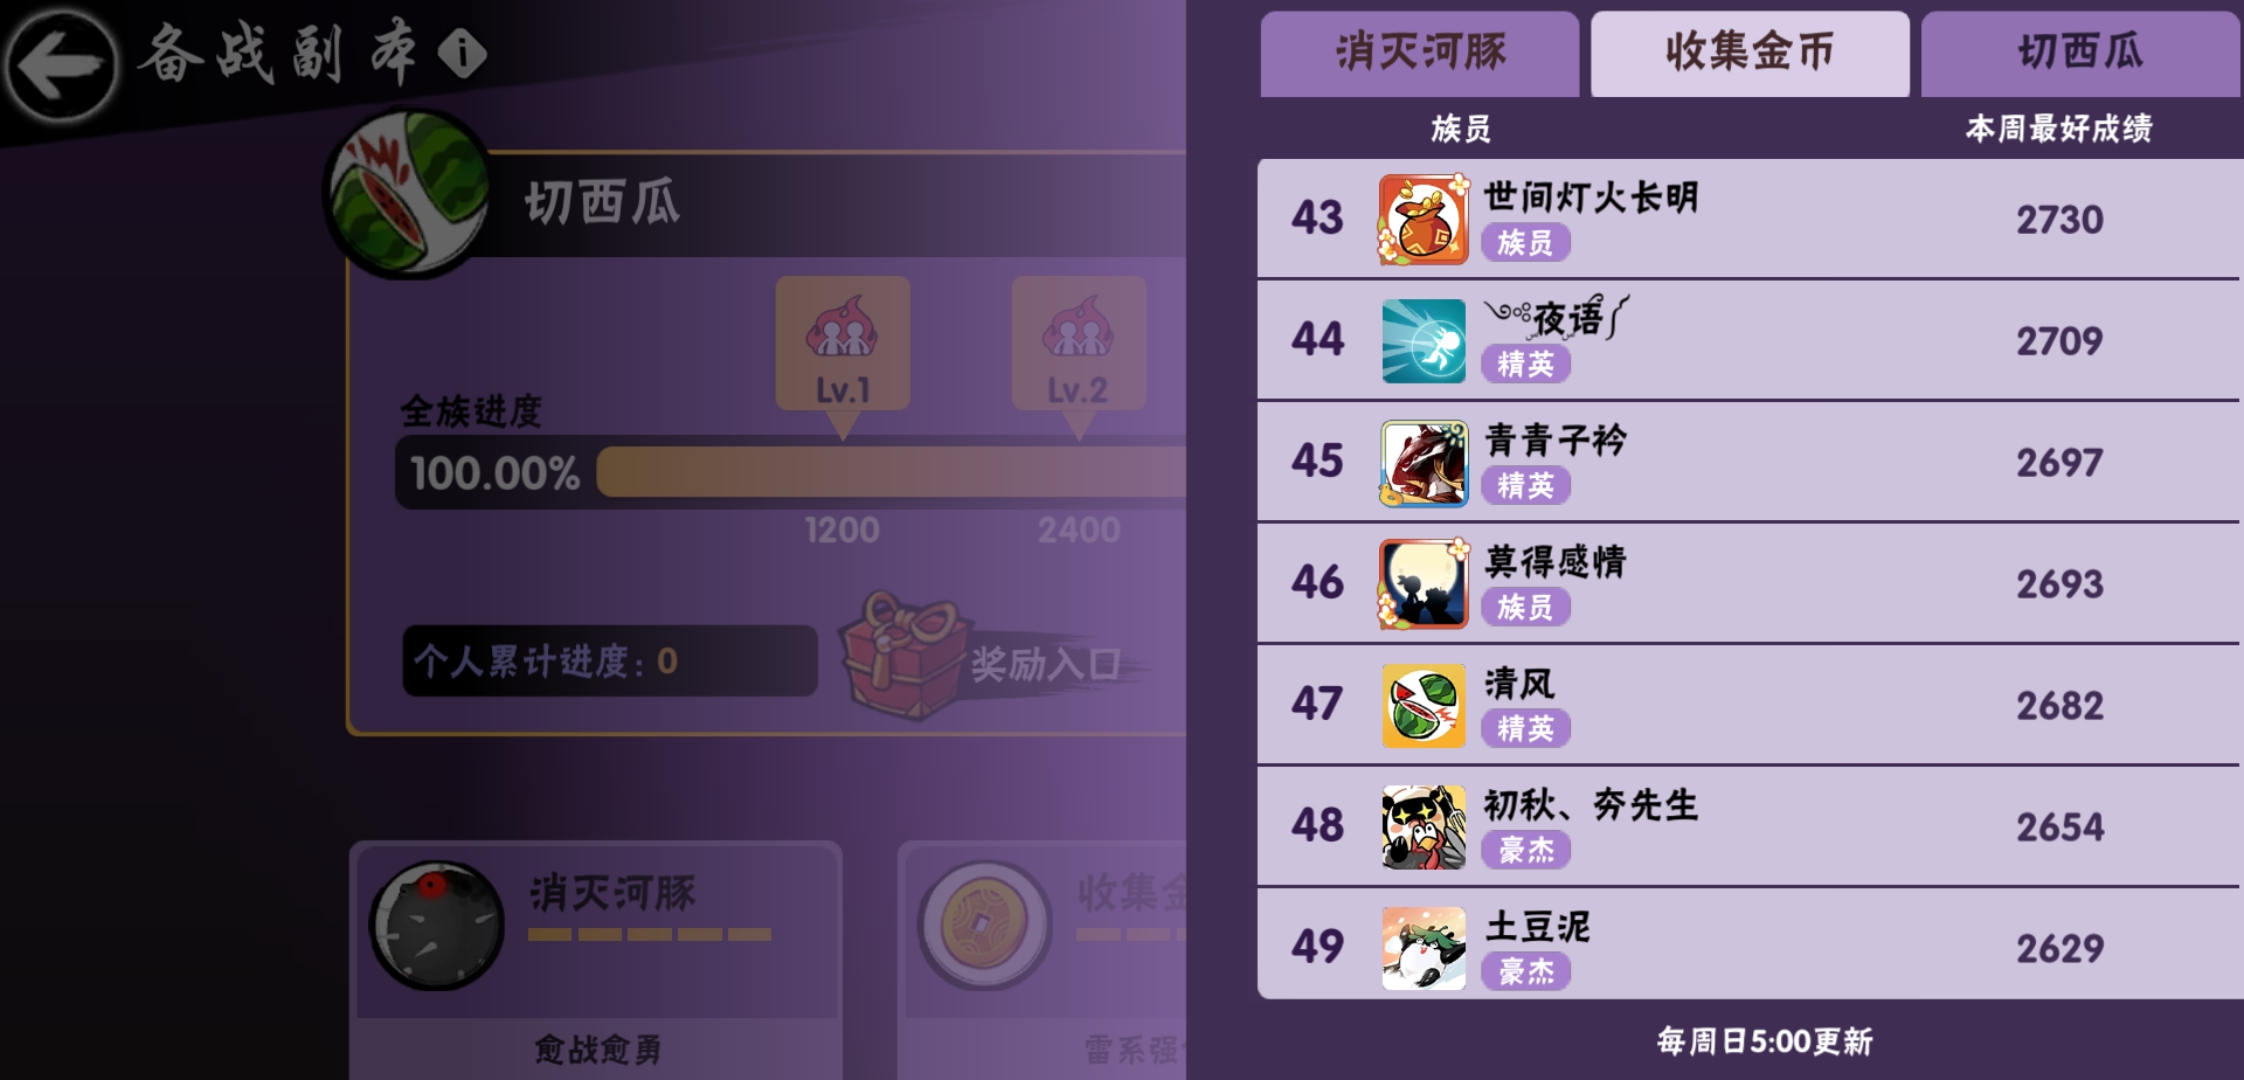 备战副本
切西瓜
Lv.1
Lv.2
全族进度
100.00%
1200
2400
个人累计进度: 0
奖励入口
消灭河豚
愈战愈勇
收集金
雷系强
消灭河豚
收集金币
切西瓜
族员
本周最好成绩
43
世间灯火长明
族员
2730
44
夜语
精英
2709
45
青青子衿
精英
2697
46
莫得感情
族员
2693
47
清风
精英
2682
48
初秋、夯先生
豪杰
2654
49
土豆泥
豪杰
2629
每周日5:00更新